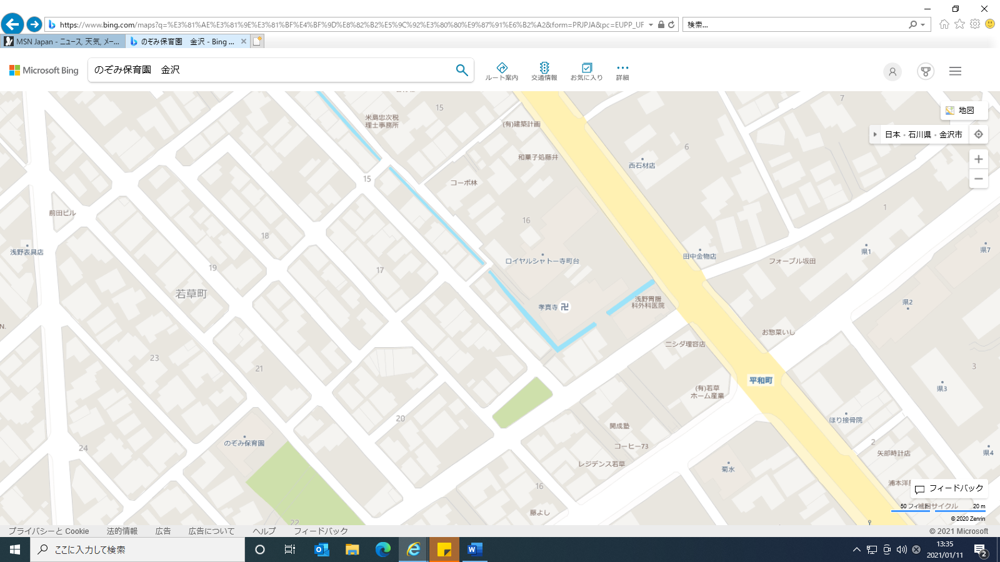 https://www.bing.com/maps?q=%E3%81%AE%E3%81%9E%E3%81%BF%E4%BF%9D%E8%82%B2%E5%9C%92%E3%80%80%E9%87%91%E6%B2%A2&form=PRJPJA&pc=EUPP_UF
検索...
MSN Japan - ニュース, 天気, メー...
のぞみ保育園 金沢 - Bing ...
Microsoft Bing
のぞみ保育園 金沢
ルート案内
交通情報
お気に入り
詳細
地図
日本・石川県・金沢市
15
7
米島忠次税
理士事務所
(有)建築計画
6
和菓子処藤井
西石材店
15
コーポ林
1
前田ビル
16
18
浅野表具店
ロイヤルシャトー寺町台
田中金物店
フォーブル坂田
県1
県7
19
17
若草町
浅野胃腸
科外科医院
孝真寺
県2
N.
お惣菜いし
ニシダ理容店
23
21
3
平和町
(有)若草
ホーム産業
県3
20
ほり接骨院
開成塾
のぞみ保育園
24
コーヒー73
2
矢部時計店
県4
レジデンス若草
菊水
16
フィードバック
50 フィート
サイクル
20 m
藤よし
22
© 2020 Zenrin
プライバシーと Cookie
法的情報
広告
広告について
ヘルプ
フィードバック
© 2021 Microsoft
ここに入力して検索
13:35
2021/01/11
2